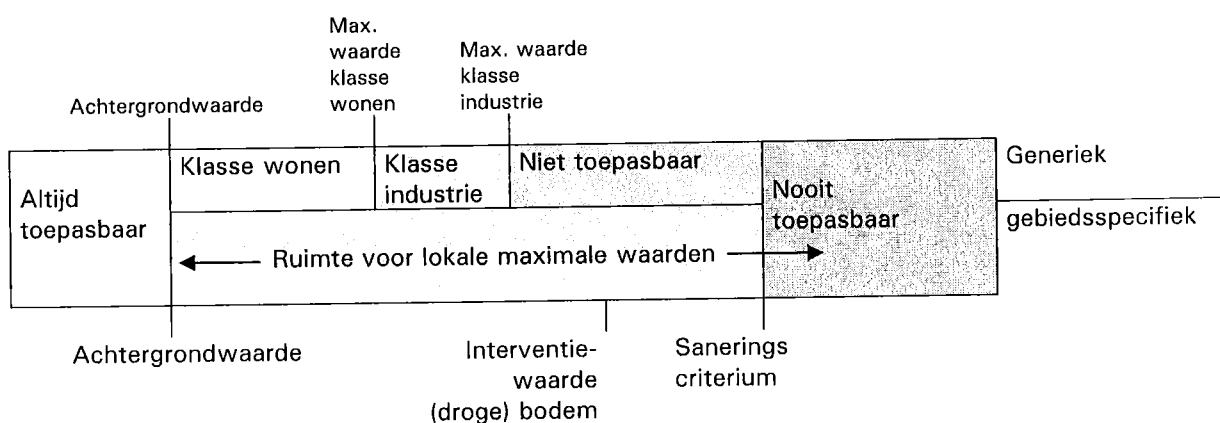 Max.
waarde
klasse
wonen
Max. waarde
klasse
industrie
Achtergrondwaarde
Klasse wonen
Klasse
industrie
Niet toepasbaar
Generiek
Altijd
toepasbaar
Nooit
toepasbaar
gebiedsspecifiek
Ruimte voor lokale maximale waarden
Achtergrondwaarde
Interventie-
waarde
(droge) bodem
Sanerings
criterium